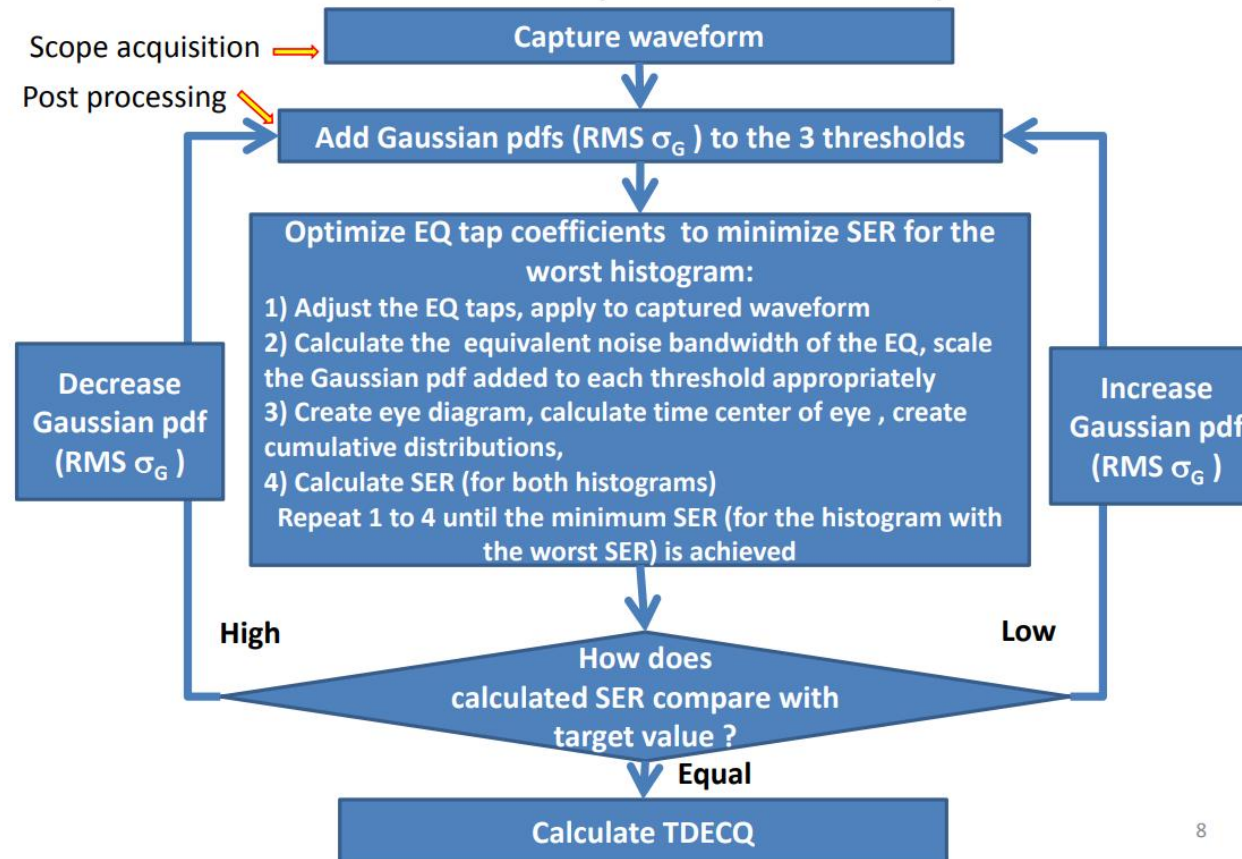 Capture waveform
Scope acquisition
Post processing
Add Gaussian pdfs (RMS σG ) to the 3 thresholds
Optimize EQ tap coefficients to minimize SER for the
worst histogram:
1) Adjust the EQ taps, apply to captured waveform
2) Calculate the equivalent noise bandwidth of the EQ, scale
the Gaussian pdf added to each threshold appropriately
3) Create eye diagram, calculate time center of eye , create
cumulative distributions,
4) Calculate SER (for both histograms)
Repeat 1 to 4 until the minimum SER (for the histogram with
the worst SER) is achieved
Decrease
Gaussian pdf
(RMS σG )
Increase
Gaussian pdf
(RMS σG )
High
Low
How does
calculated SER compare with
target value ?
Equal
Calculate TDECQ
8